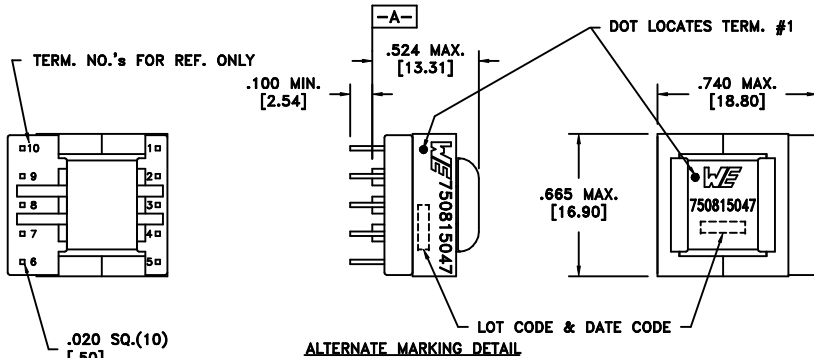 -A-
DOT LOCATES TERM. #1
TERM. NO.'s FOR REF. ONLY
.524 MAX.
[13.31]
.100 MIN.
[2.54]
.740 MAX.
[18.80]
10
9
8
7
6
1
2
3
4
5
WE 750815047
.665 MAX.
[16.90]
WE
750815047
LOT CODE & DATE CODE
.020 SQ.(10)
[.50]
ALTERNATE MARKING DETAIL